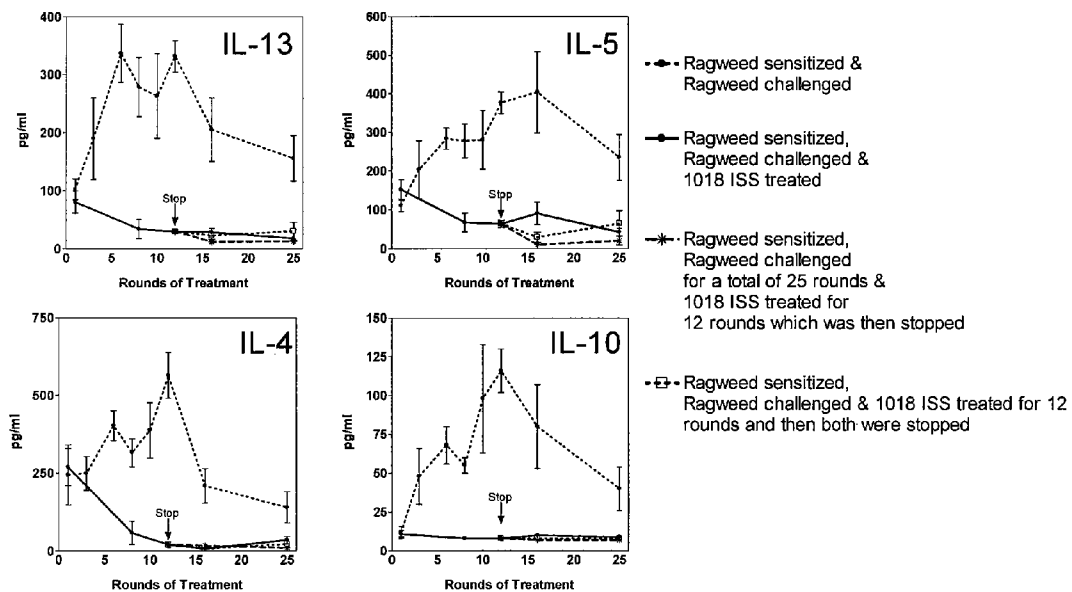 IL-13
400
300
200
100
0
pg/ml
Stop
0 5 10 15 20 25
Rounds of Treatment
IL-5
600
500
400
300
200
100
0
pg/ml
Stop
0 5 10 15 20 25
Rounds of Treatment
IL-4
750
500
250
0
pg/ml
Stop
0 5 10 15 20 25
Rounds of Treatment
IL-10
150
125
100
75
50
25
0
pg/ml
Stop
0 5 10 15 20 25
Rounds of Treatment
Ragweed sensitized &
Ragweed challenged
Ragweed sensitized,
Ragweed challenged &
1018 ISS treated
Ragweed sensitized,
Ragweed challenged
for a total of 25 rounds &
1018 ISS treated for
12 rounds which was then stopped
Ragweed sensitized,
Ragweed challenged & 1018 ISS treated for 12
rounds and then both were stopped